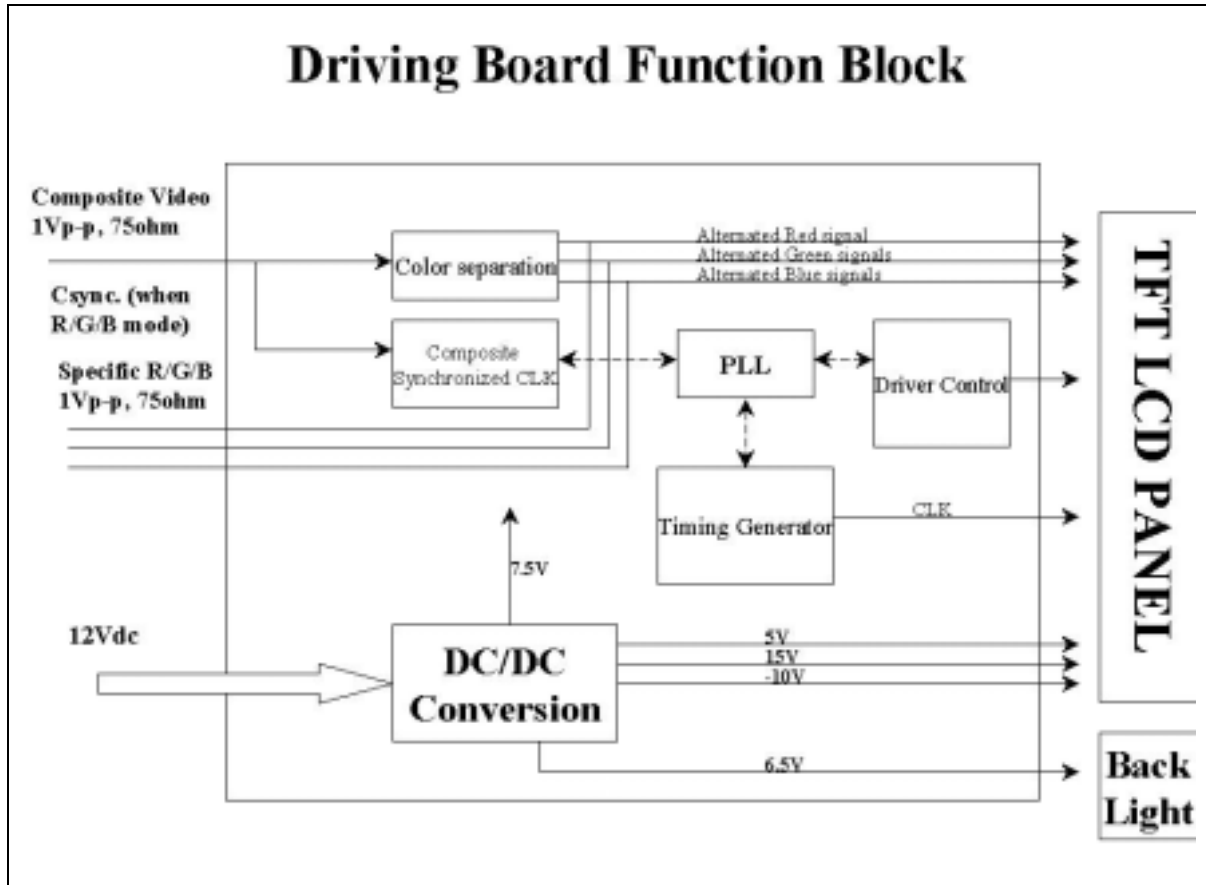 Driving Board Function Block
Composite Video
1Vp-p, 75ohm
Csync. (when
R/G/B mode)
Specific R/G/B
1Vp-p, 75ohm
Color separation
Alternated Red signal
Alternated Green signals
Alternated Blue signals
Composite
Synchronized CLK
PLL
Driver Control
Timing Generator
CLK
7.5V
12Vdc
DC/DC
Conversion
5V
15V
-10V
6.5V
TFT LCD PANEL
Back
Light